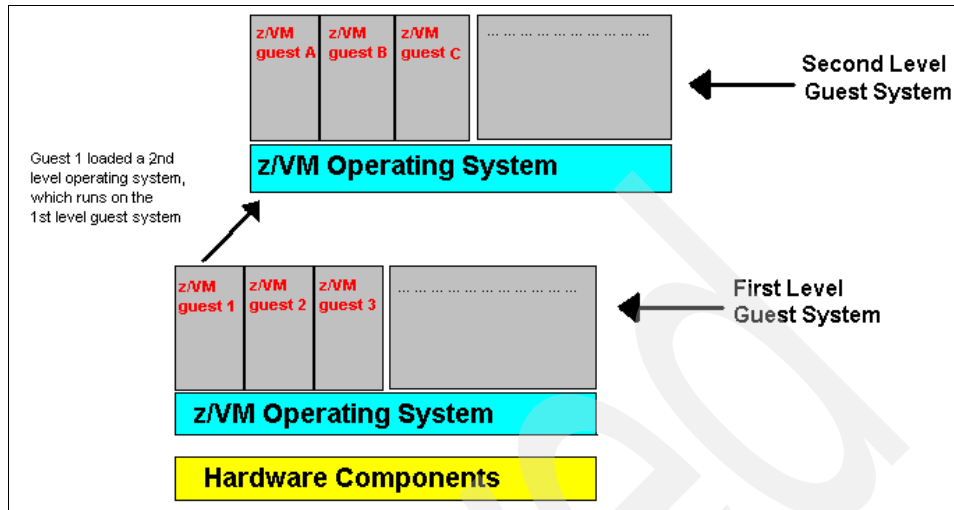 z/VM
guest A
z/VM
guest B
z/VM
guest C
... ... ... ... ... ... ... ... ... ...
Second Level
Guest System
z/VM Operating System
Guest 1 loaded a 2nd
level operating system,
which runs on the
1st level guest system
z/VM
guest 1
z/VM
guest 2
z/VM
guest 3
... ... ... ... ... ... ... ... ... ... ...
First Level
Guest System
z/VM Operating System
Hardware Components